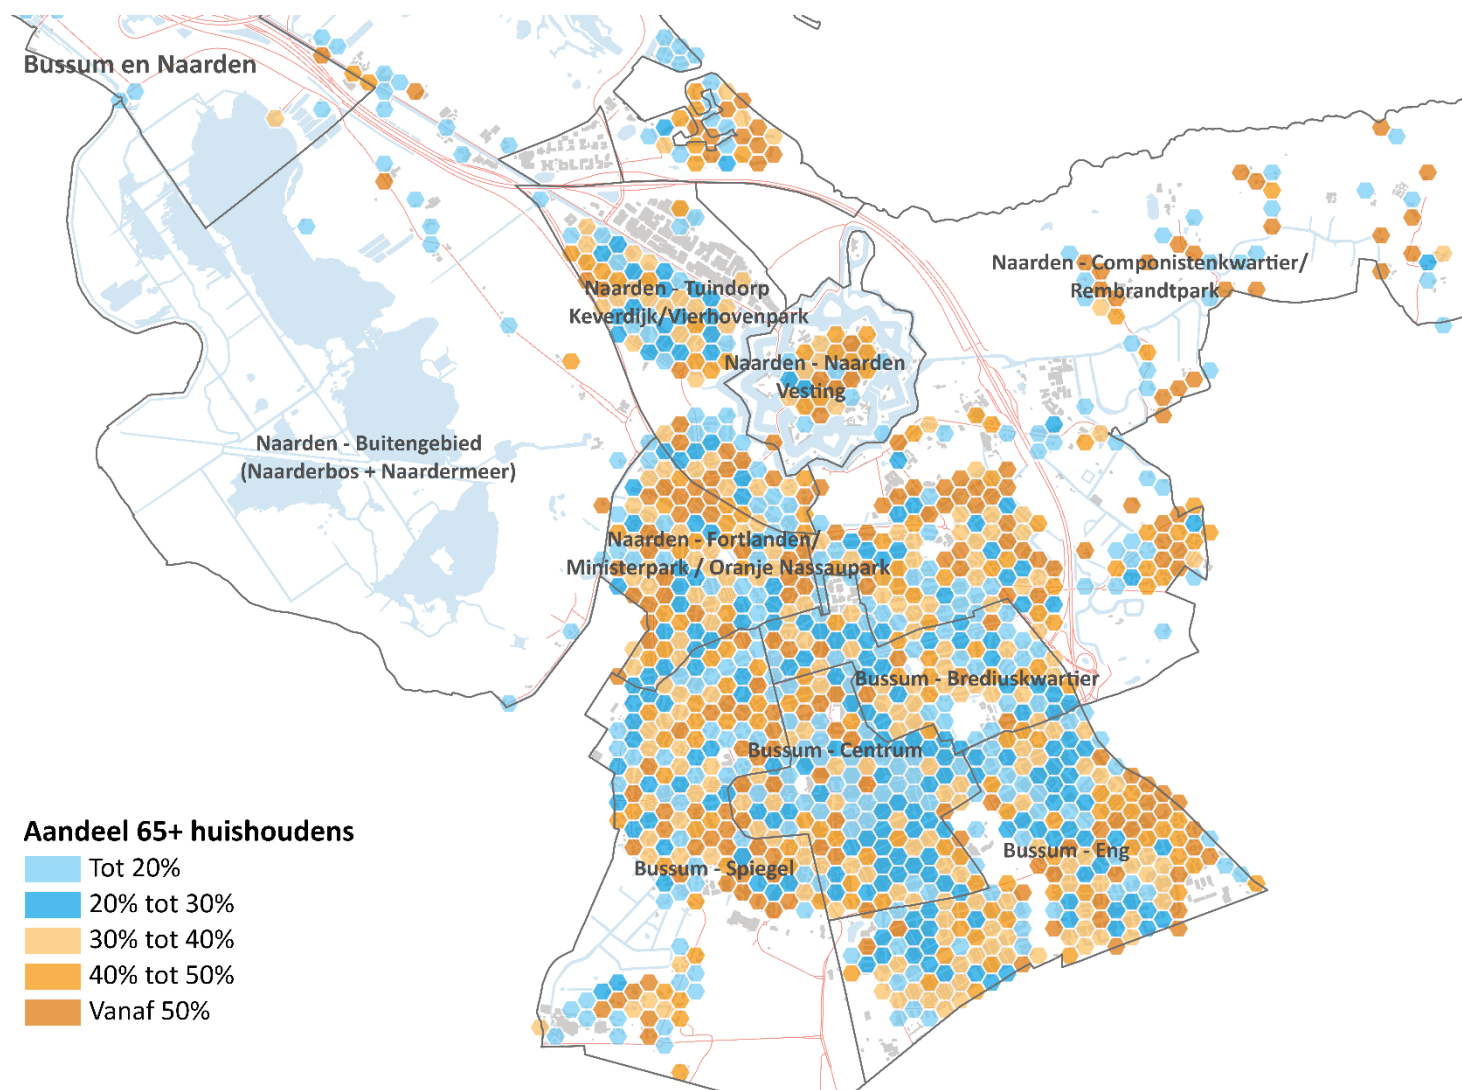 Bussum en Naarden
Naarden - Componistenkwartier/
Rembrandtpark
Naarden - Tuindorp
Keverdijk/Vierhovenpark
Naarden - Naarden
Vesting
Naarden - Buitengebied
(Naarderbos + Naardermeer)
Naarden - Fortlanden/
Ministerpark / Oranje Nassaupark
Bussum - Brediuskwartier
Bussum - Centrum
Bussum - Eng
Bussum - Spiegel
Aandeel 65+ huishoudens
Tot 20%
20% tot 30%
30% tot 40%
40% tot 50%
Vanaf 50%